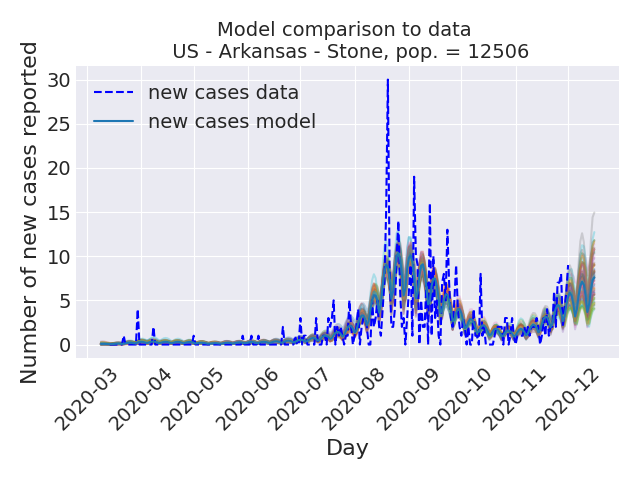 Model comparison to data
US - Arkansas - Stone, pop. = 12506
Number of new cases reported
30
25
20
15
10
5
0
new cases data
new cases model
2020-03
2020-04
2020-05
2020-06
2020-07
2020-08
2020-09
2020-10
2020-11
2020-12
Day